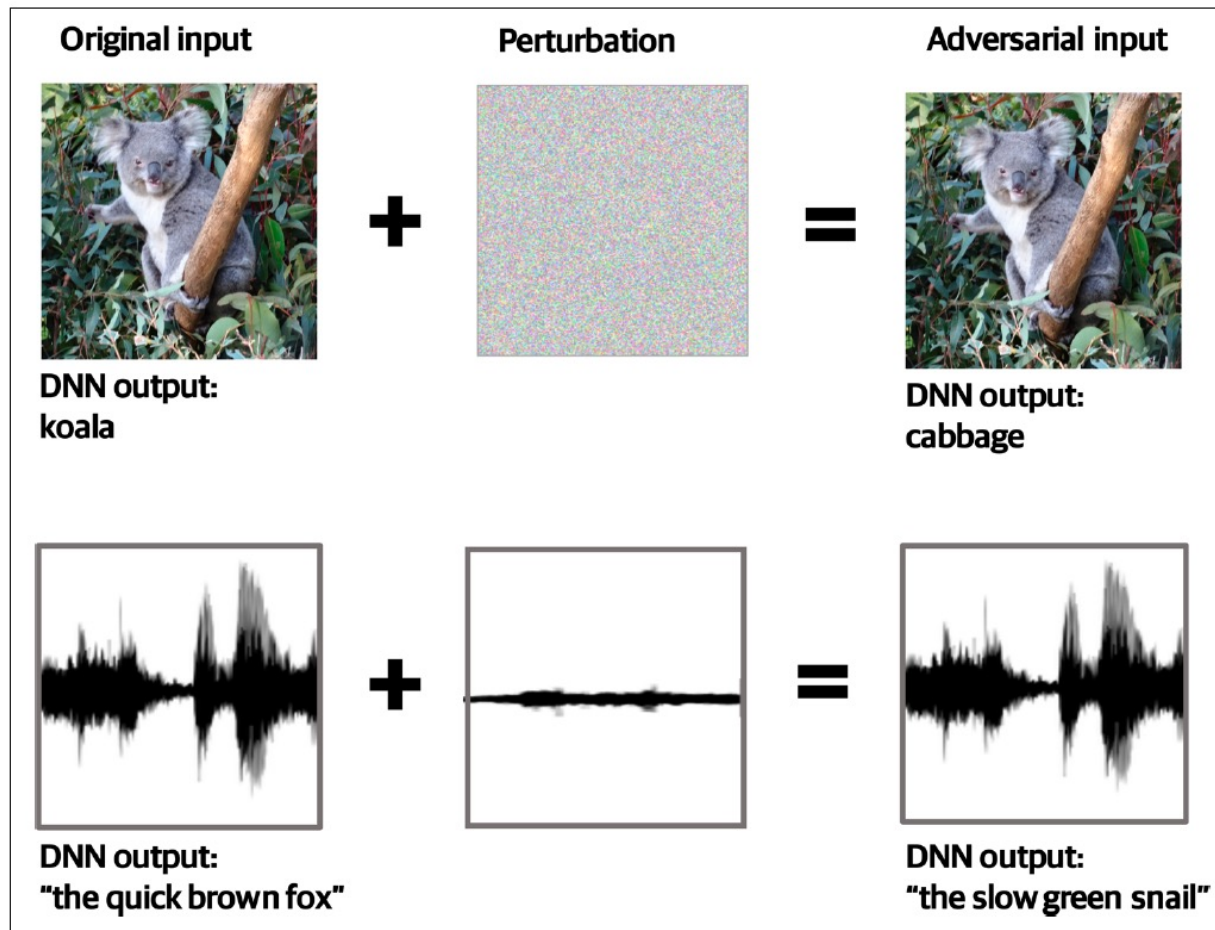 Original input
Perturbation
Adversarial input
DNN output:
koala
DNN output:
cabbage
DNN output:
“the quick brown fox”
DNN output:
“the slow green snail”